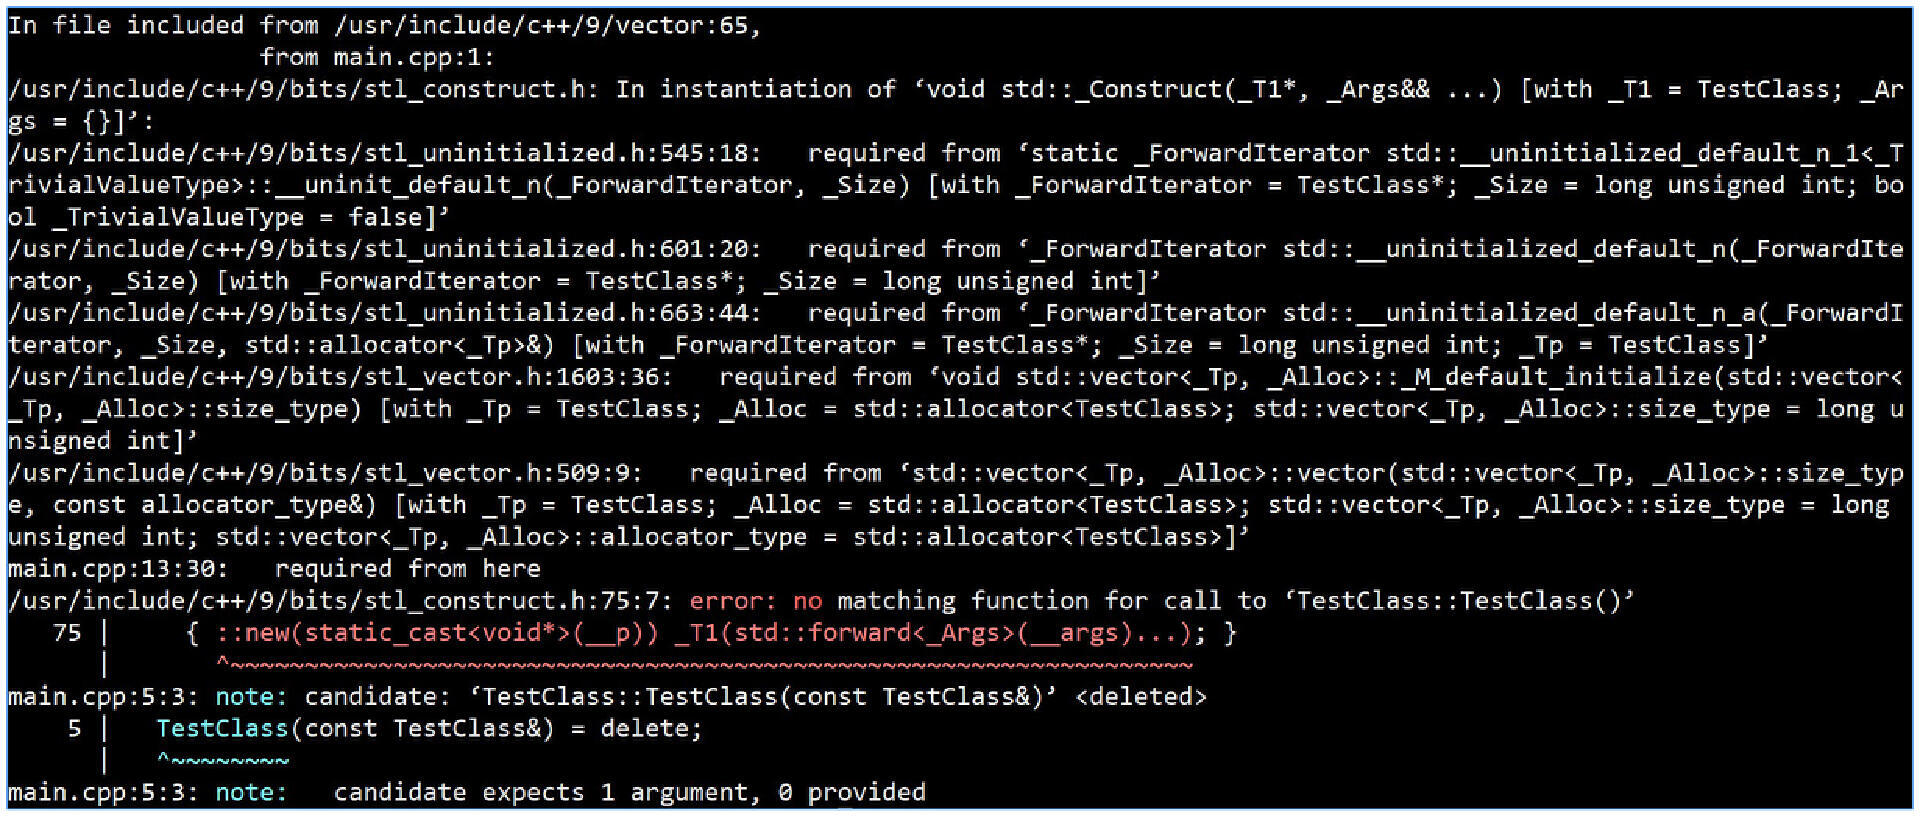 In file included from /usr/include/c++/9/vector:65,
                 from main.cpp:1:
/usr/include/c++/9/bits/stl_construct.h: In instantiation of ‘void std::_Construct(_T1*, _Args&& ...) [with _T1 = TestClass; _Ar
gs = {}]’:
/usr/include/c++/9/bits/stl_uninitialized.h:545:18:   required from ‘static _ForwardIterator std::__uninitialized_default_n_1<_T
rivialValueType>::__uninit_default_n(_ForwardIterator, _Size) [with _ForwardIterator = TestClass*; _Size = long unsigned int; bo
ol _TrivialValueType = false]’
/usr/include/c++/9/bits/stl_uninitialized.h:601:20:   required from ‘_ForwardIterator std::__uninitialized_default_n(_ForwardIte
rator, _Size) [with _ForwardIterator = TestClass*; _Size = long unsigned int]’
/usr/include/c++/9/bits/stl_uninitialized.h:663:44:   required from ‘_ForwardIterator std::__uninitialized_default_n_a(_ForwardI
terator, _Size, std::allocator<_Tp>&) [with _ForwardIterator = TestClass*; _Size = long unsigned int; _Tp = TestClass]’
/usr/include/c++/9/bits/stl_vector.h:1603:36:   required from ‘void std::vector<_Tp, _Alloc>::_M_default_initialize(std::vector<
_Tp, _Alloc>::size_type) [with _Tp = TestClass; _Alloc = std::allocator<TestClass>; std::vector<_Tp, _Alloc>::size_type = long u
nsigned int]’
/usr/include/c++/9/bits/stl_vector.h:509:9:   required from ‘std::vector<_Tp, _Alloc>::vector(std::vector<_Tp, _Alloc>::size_typ
e, const allocator_type&) [with _Tp = TestClass; _Alloc = std::allocator<TestClass>; std::vector<_Tp, _Alloc>::size_type = long
unsigned int; std::vector<_Tp, _Alloc>::allocator_type = std::allocator<TestClass>]’
main.cpp:13:30:   required from here
/usr/include/c++/9/bits/stl_construct.h:75:7: error: no matching function for call to ‘TestClass::TestClass()’
   75 |     { ::new(static_cast<void*>(__p)) _T1(std::forward<_Args>(__args)...); }
      |       ^~~~~~~~~~~~~~~~~~~~~~~~~~~~~~~~~~~~~~~~~~~~~~~~~~~~~~~~~~~~~~~~~~
main.cpp:5:3: note: candidate: ‘TestClass::TestClass(const TestClass&)’ <deleted>
    5 |   TestClass(const TestClass&) = delete;
      |   ^~~~~~~~~
main.cpp:5:3: note:   candidate expects 1 argument, 0 provided